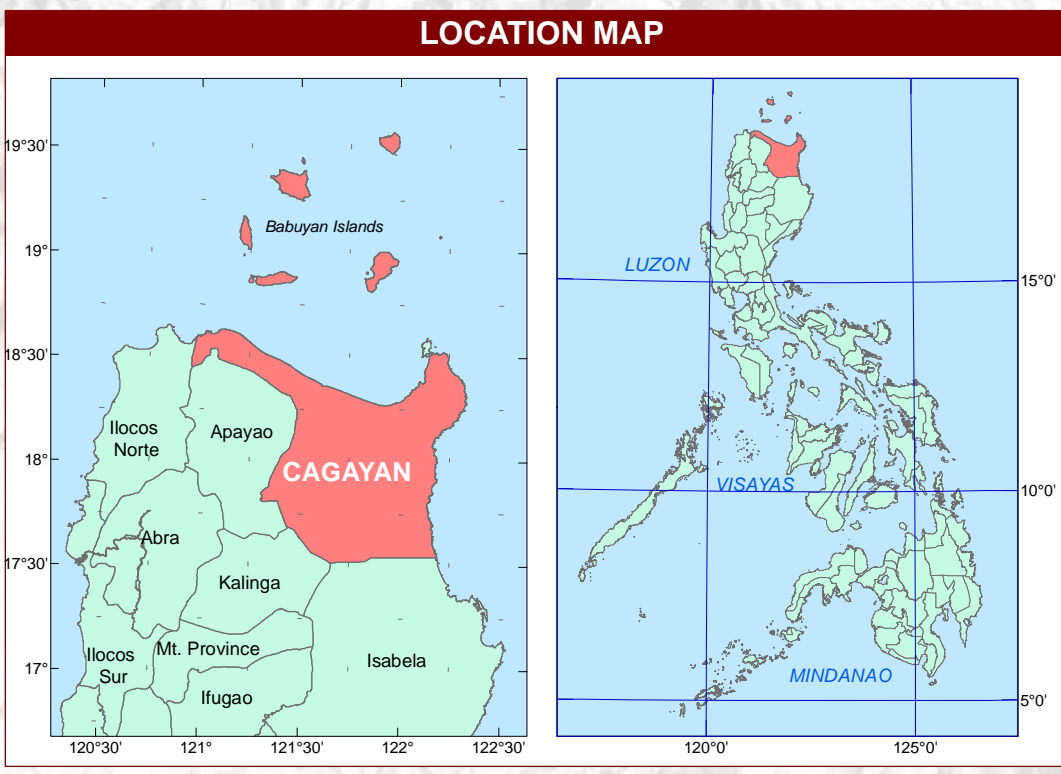 LOCATION MAP
19°30'
19°
18°30'
18°
17°30'
17°
Babuyan Islands
Ilocos
Norte
Apayao
CAGAYAN
Abra
Kalinga
Ilocos
Sur
Mt. Province
Isabela
Ifugao
120°30'
121°
121°30'
122°
122°30'
LUZON
VISAYAS
MINDANAO
15°0'
10°0'
5°0'
120°0'
125°0'